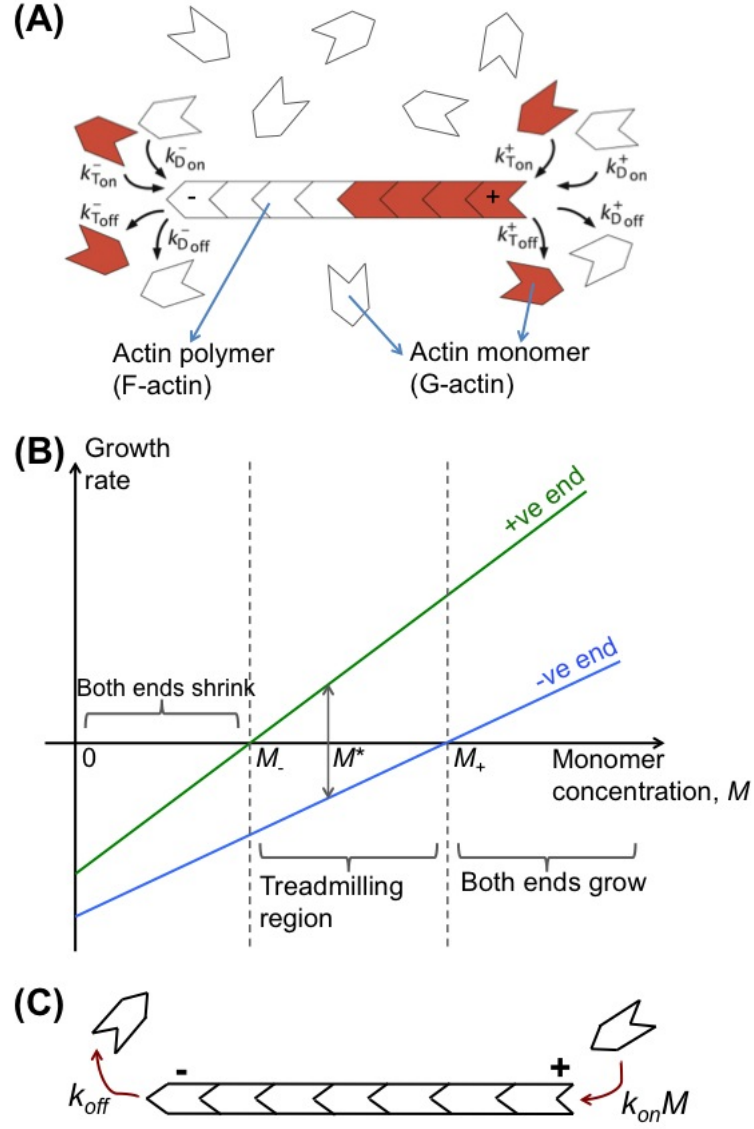 (A)
k⁻Don
k⁺Ton
k⁻Ton
k⁺Don
-
+
k⁻Toff
k⁺Doff
k⁻Doff
k⁺Toff
Actin polymer
(F-actin)
Actin monomer
(G-actin)
(B)
Growth
rate
+ve end
-ve end
Both ends shrink
0
M-
M*
M+
Monomer
concentration, M
Treadmilling
region
Both ends grow
(C)
-
+
koff
konM